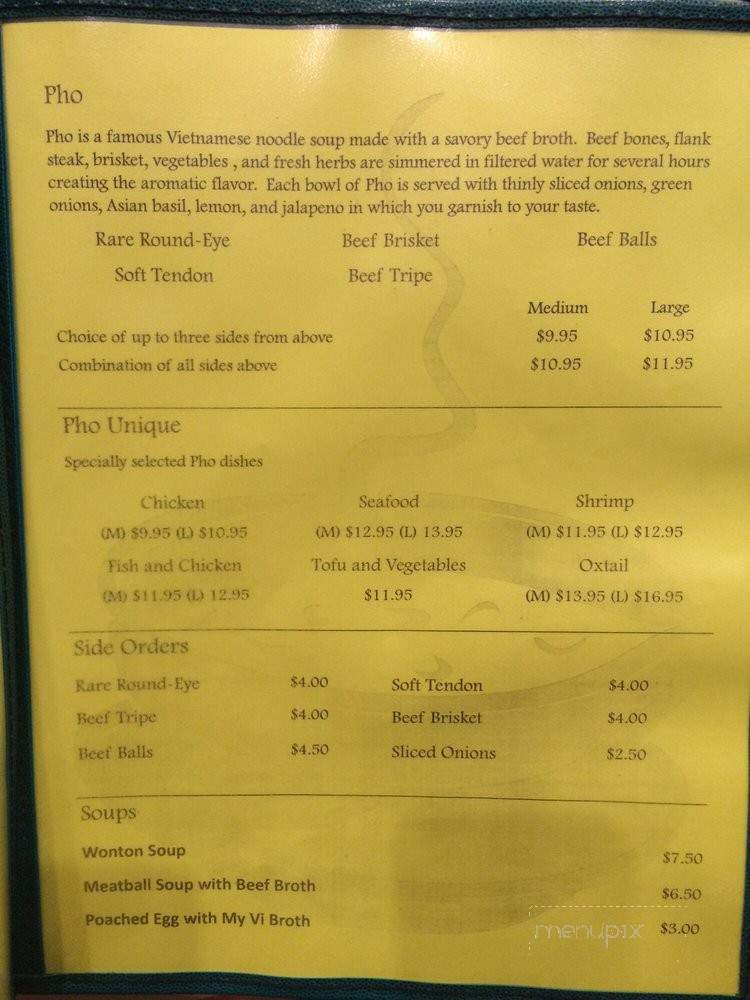 Pho
Pho is a famous Vietnamese noodle soup made with a savory beef broth. Beef bones, flank
steak, brisket, vegetables , and fresh herbs are simmered in filtered water for several hours
creating the aromatic flavor. Each bowl of Pho is served with thinly sliced onions, green
onions, Asian basil, lemon, and jalapeno in which you garnish to your taste.
Rare Round-Eye Beef Brisket Beef Balls
Soft Tendon Beef Tripe
Medium Large
Choice of up to three sides from above $9.95 $10.95
Combination of all sides above $10.95 $11.95
Pho Unique
Specially selected Pho dishes
Chicken Seafood Shrimp
(M) $9.95 (L) $10.95 (M) $12.95 (L) 13.95 (M) $11.95 (L) $12.95
Fish and Chicken Tofu and Vegetables Oxtail
(M) $11.95 (L) 12.95 $11.95 (M) $13.95 (L) $16.95
Side Orders
Rare Round-Eye $4.00 Soft Tendon $4.00
Beef Tripe $4.00 Beef Brisket $4.00
Beef Balls $4.50 Sliced Onions $2.50
Soups
Wonton Soup $7.50
Meatball Soup with Beef Broth $6.50
Poached Egg with My Vi Broth $3.00
menupix